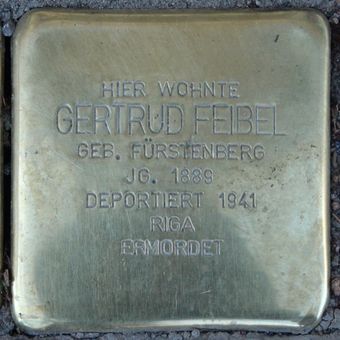 HIER WOHNTE
GERTRUD FEIBEL
GEB. FÜRSTENBERG
JG. 1889
DEPORTIERT 1941
RIGA
ERMORDET